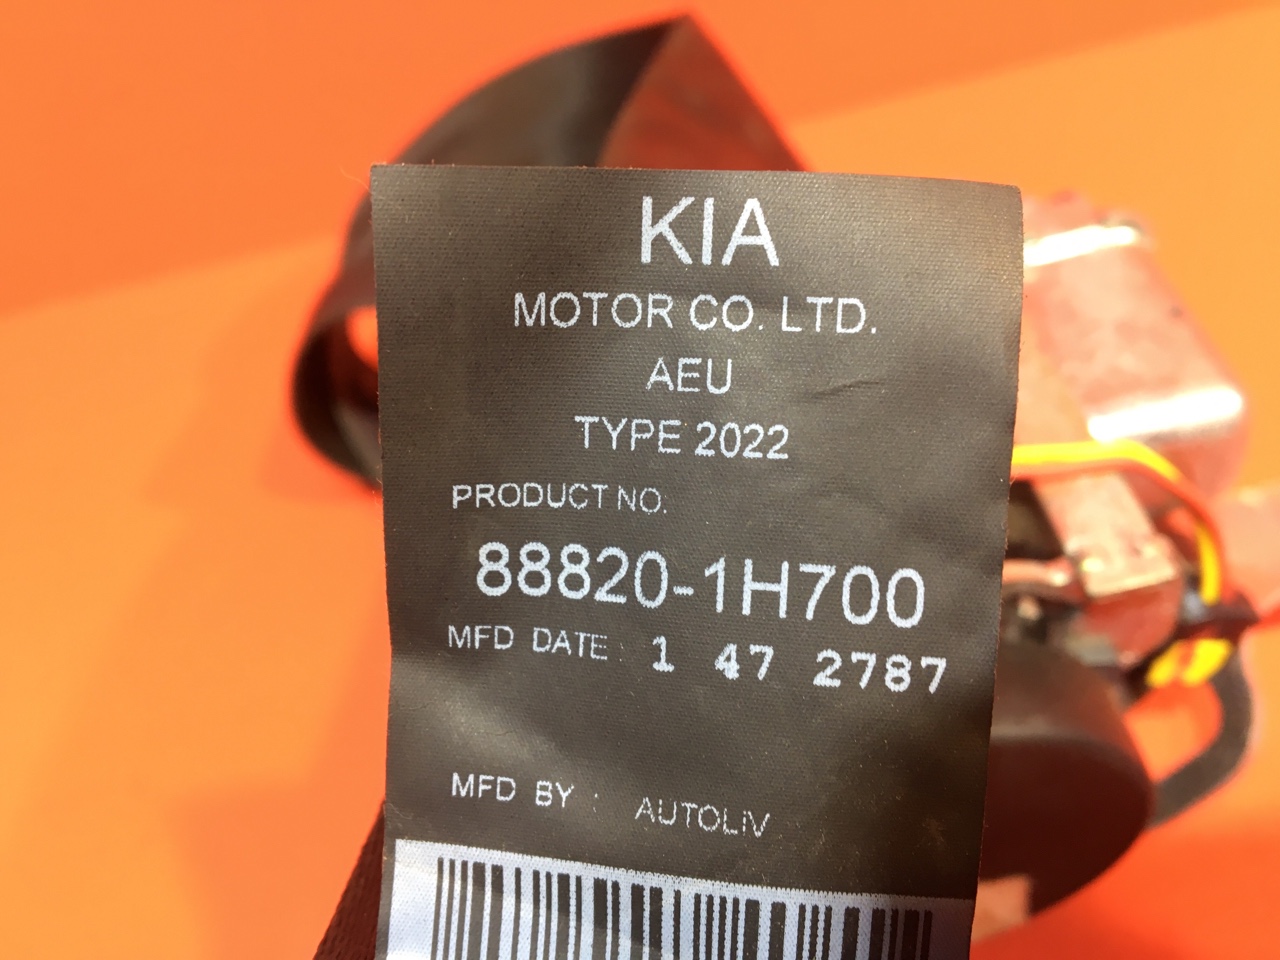 KIA
MOTOR CO. LTD.
AEU
TYPE 2022
PRODUCT NO.
88820-1H700
MFD DATE : 1 47 2787
MFD BY : AUTOLIV